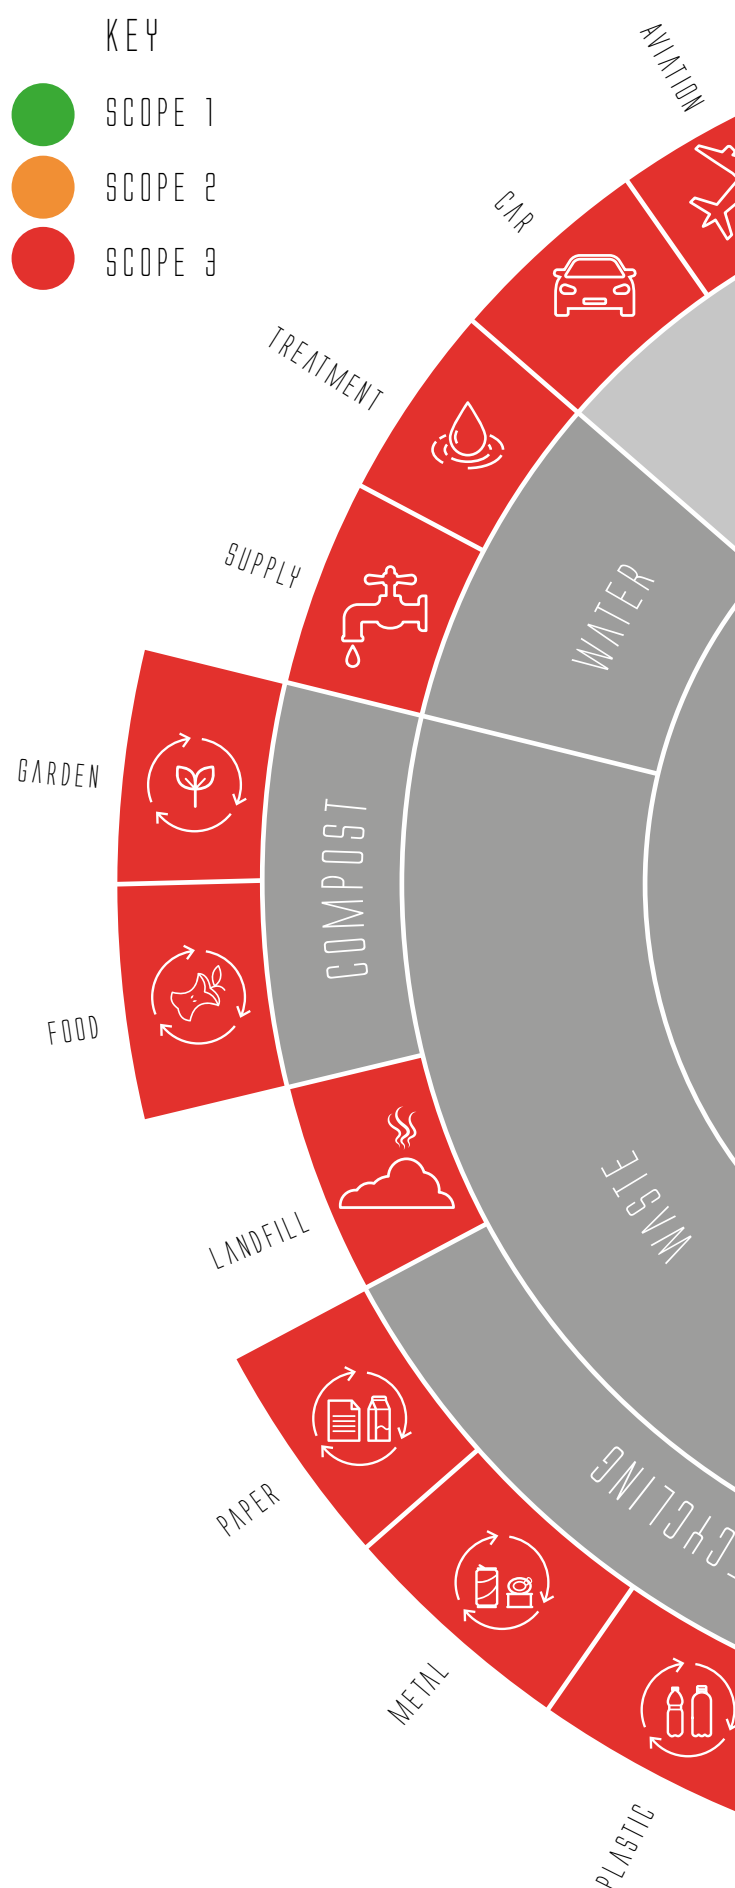 KEY
SCOPE 1
SCOPE 2
SCOPE 3
AVIATION
CAR
TREATMENT
SUPPLY
WATER
GARDEN
COMPOST
FOOD
WASTE
LANDFILL
CYCLING
PAPER
METAL
PLASTIC